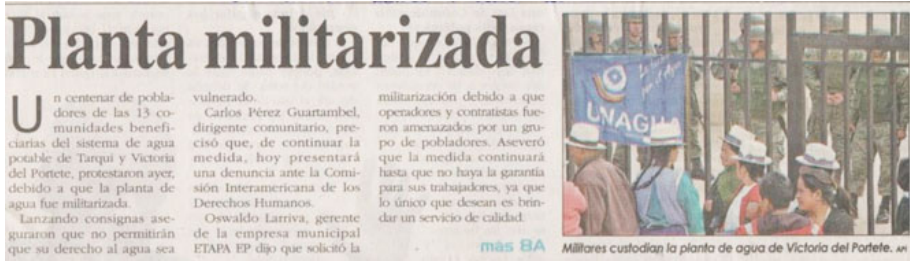 Planta militarizada
Un centenar de pobla-
dores de las 13 co-
munidades benefi-
ciarias del sistema de agua
potable de Tarqui y Victoria
del Portete, protestaron ayer,
debido a que la planta de
agua fue militarizada.
Lanzando consignas ase-
guraron que no permitirán
que su derecho al agua sea
vulnerado.
Carlos Pérez Guartambel,
dirigente comunitario, pre-
cisó que, de continuar la
medida, hoy presentará
una denuncia ante la Comi-
sión Interamericana de los
Derechos Humanos.
Oswaldo Larriva, gerente
de la empresa municipal
ETAPA EP dijo que solicitó la
militarización debido a que
operadores y contratistas fue-
ron amenazados por un gru-
po de pobladores. Aseveró
que la medida continuará
hasta que no haya la garantía
para sus trabajadores, ya que
lo único que desean es brin-
dar un servicio de calidad.
mas 8A
UNAGUA
Militares custodian la planta de agua de Victoria del Portete.